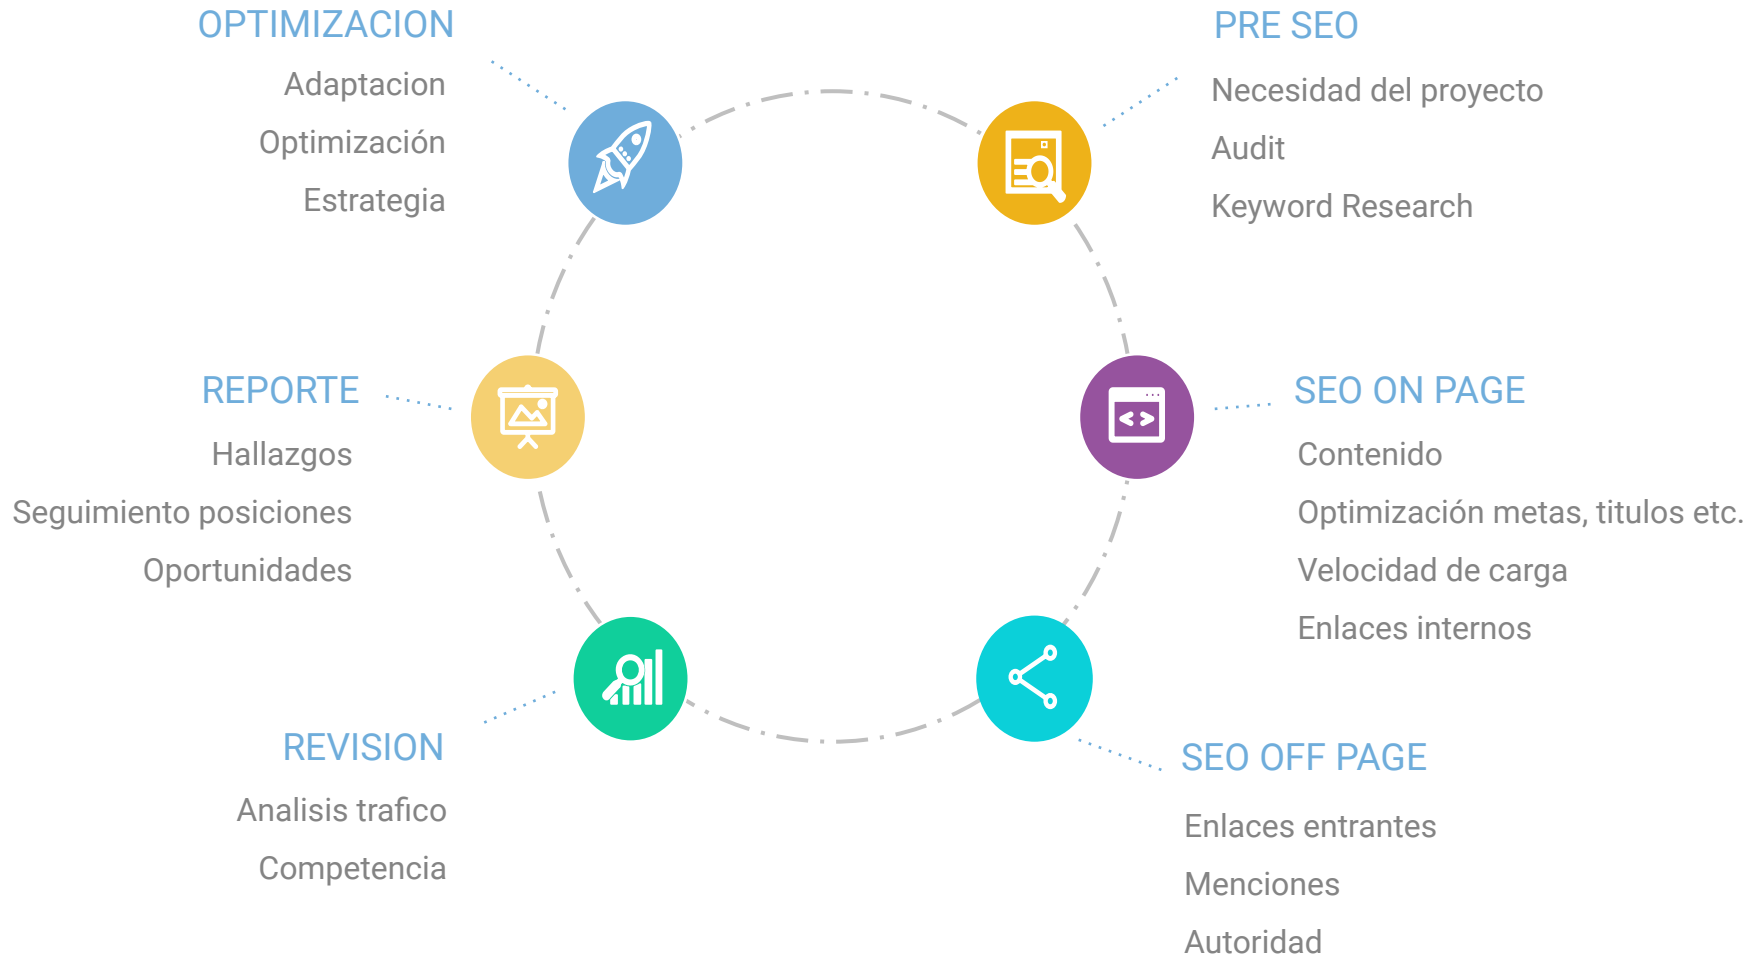 OPTIMIZACION
Adaptacion
Optimización
Estrategia
PRE SEO
Necesidad del proyecto
Audit
Keyword Research
REPORTE
Hallazgos
Seguimiento posiciones
Oportunidades
SEO ON PAGE
Contenido
Optimización metas, titulos etc.
Velocidad de carga
Enlaces internos
REVISION
Analisis trafico
Competencia
SEO OFF PAGE
Enlaces entrantes
Menciones
Autoridad